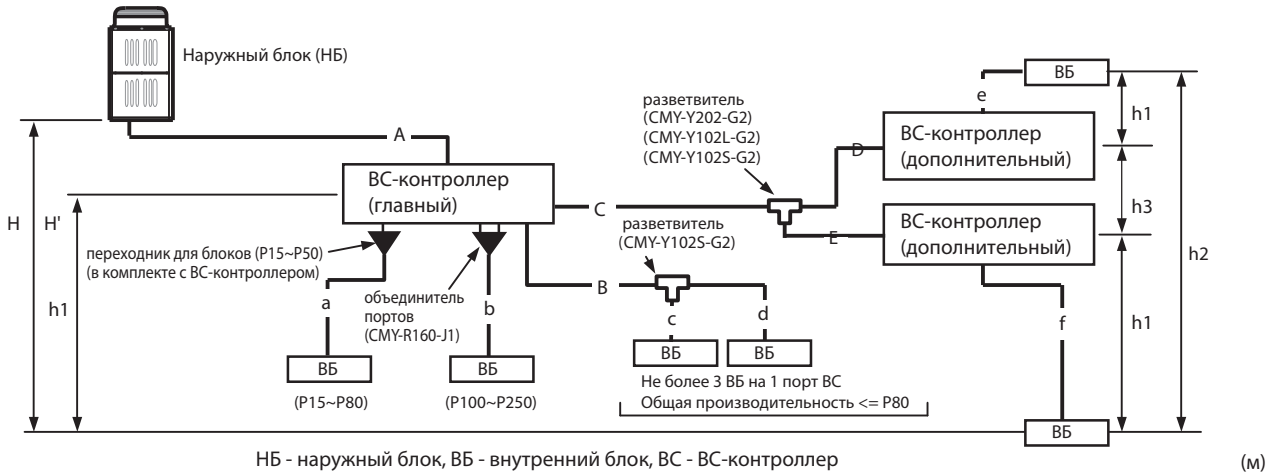 Наружный блок (НБ)
ВБ
e
h1
разветвитель
(CMY-Y202-G2)
(CMY-Y102L-G2)
(CMY-Y102S-G2)
ВС-контроллер
(дополнительный)
A
D
ВС-контроллер
(главный)
C
h3
H
H'
разветвитель
(CMY-Y102S-G2)
E
ВС-контроллер
(дополнительный)
h2
переходник для блоков (P15~P50)
(в комплекте с ВС-контроллером)
B
h1
a
объединитель
портов
(CMY-R160-J1)
b
c
d
f
h1
ВБ
ВБ
ВБ
ВБ
(P15~P80)
(P100~P250)
Не более 3 ВБ на 1 порт ВС
Общая производительность <= P80
ВБ
НБ - наружный блок, ВБ - внутренний блок, ВС - ВС-контроллер
(м)